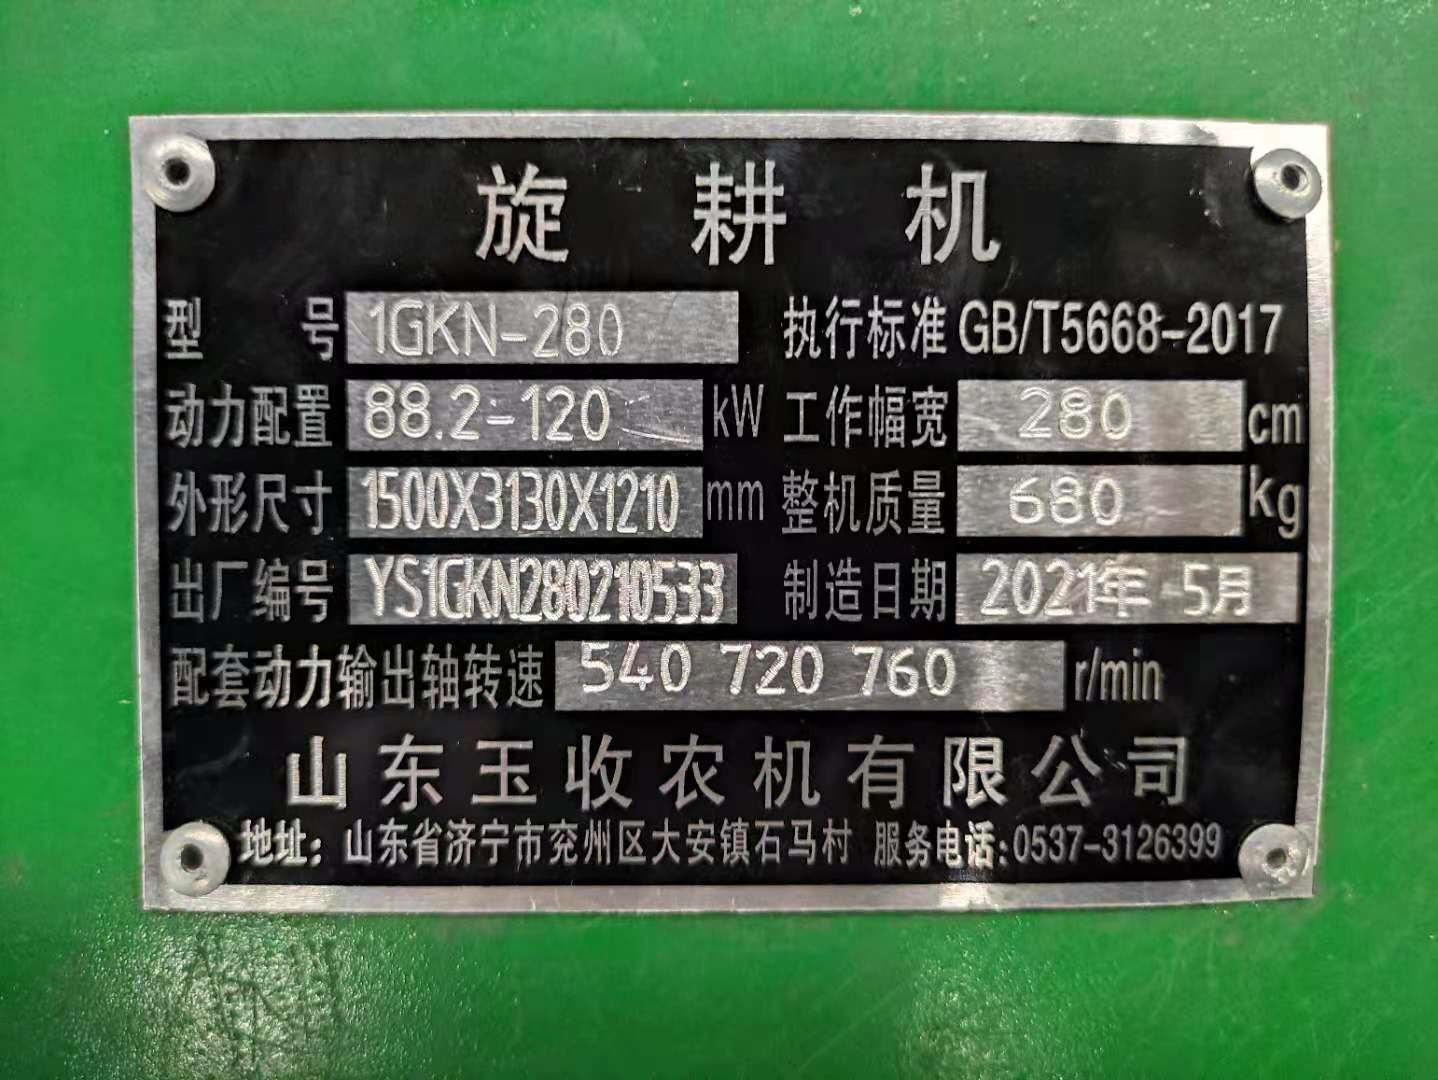 旋耕机
型号 1GKN-280 执行标准 GB/T5668-2017
动力配置 88.2-120 kW 工作幅宽 280 cm
外形尺寸 1500X3130X1210 mm 整机质量 680 kg
出厂编号 YS1GKN280210533 制造日期 2021年 5月
配套动力输出轴转速 540 720 760 r/min
山东玉收农机有限公司
地址：山东省济宁市兖州区大安镇石马村 服务电话：0537-3126399